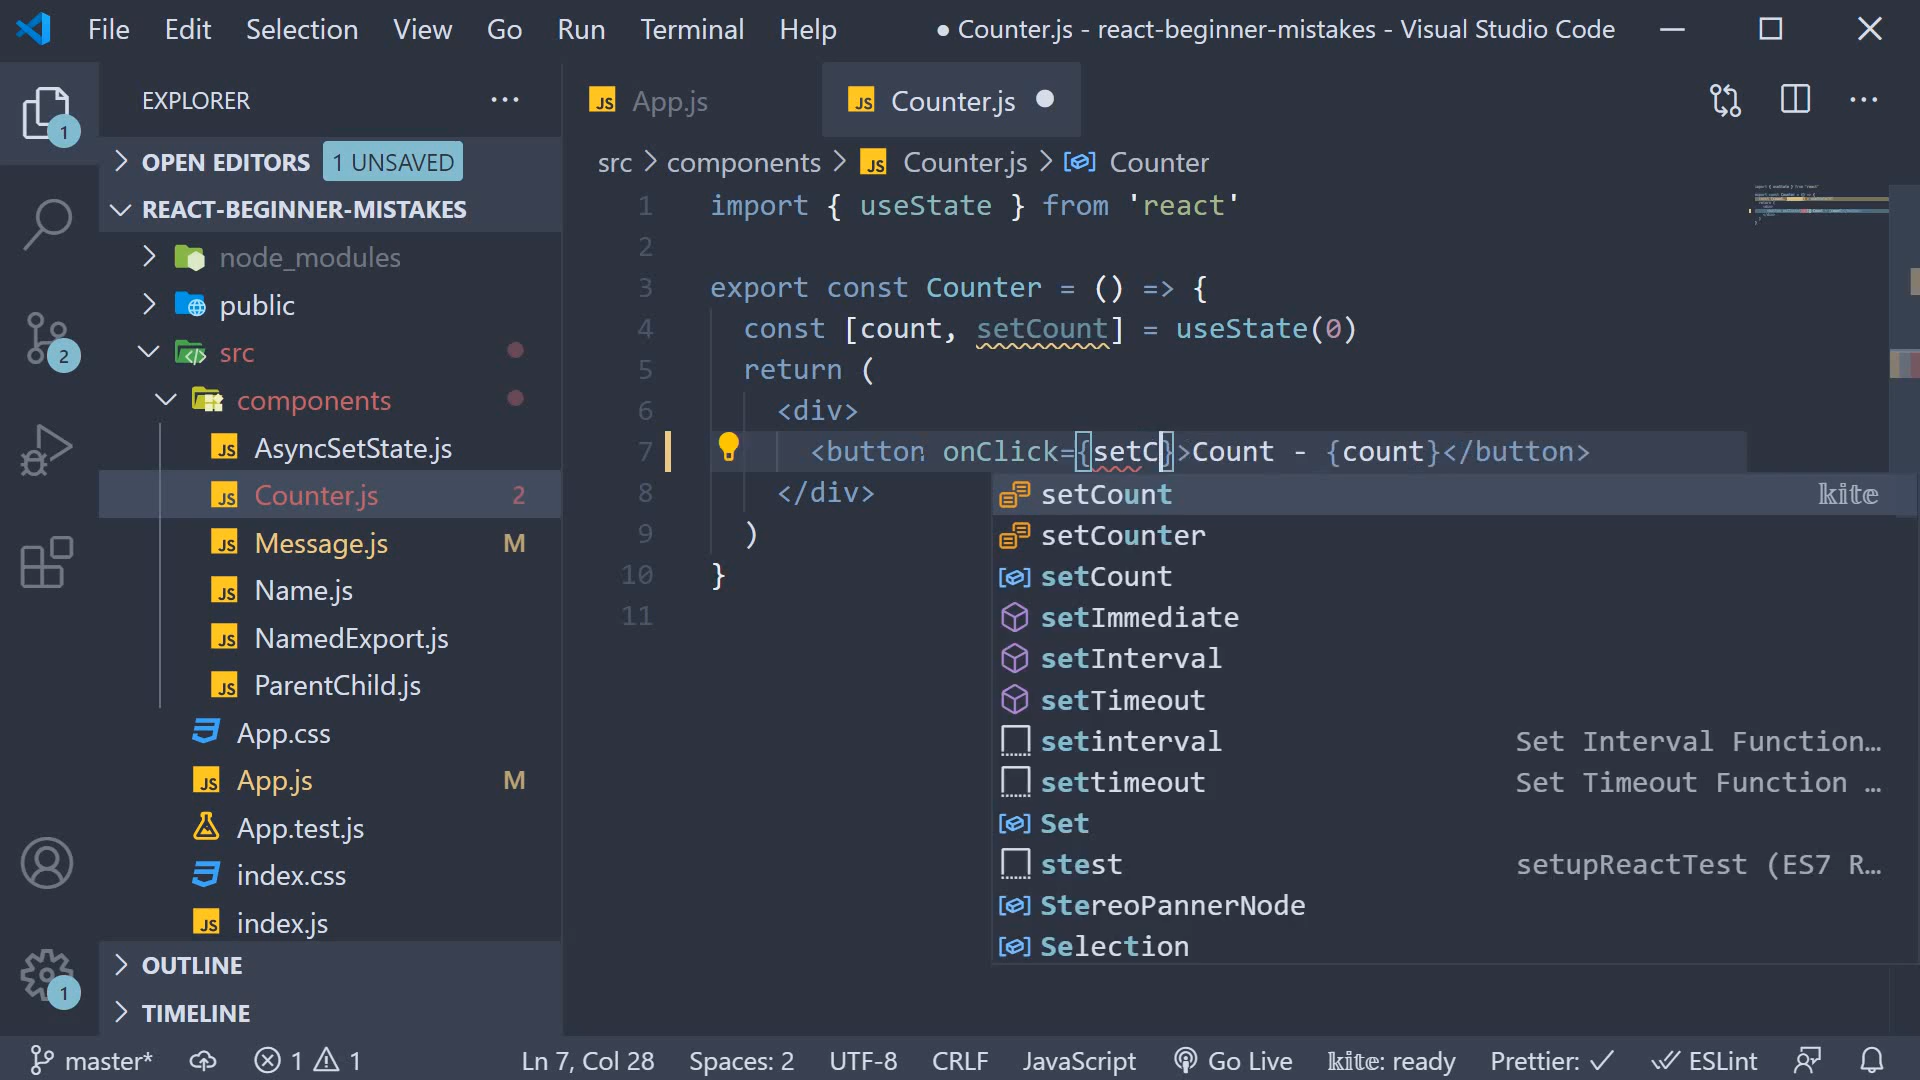 File Edit Selection View Go Run Terminal Help ● Counter.js - react-beginner-mistakes - Visual Studio Code
EXPLORER
App.js
Counter.js
OPEN EDITORS 1 UNSAVED
src > components > Counter.js > Counter
REACT-BEGINNER-MISTAKES
node_modules
public
src
components
AsyncSetState.js
Counter.js 2
Message.js M
Name.js
NamedExport.js
ParentChild.js
App.css
App.js M
App.test.js
index.css
index.js
OUTLINE
TIMELINE
1
2
1
1 import { useState } from 'react'
2
3 export const Counter = () => {
4 const [count, setCount] = useState(0)
5 return (
6 <div>
7 <button onClick={setC}>Count - {count}</button>
8 </div>
9 )
10 }
11
setCount kite
setCounter
setCount
setImmediate
setInterval
setTimeout
setinterval Set Interval Function…
settimeout Set Timeout Function …
Set
stest setupReactTest (ES7 R…
StereoPannerNode
Selection
master* 1 1 Ln 7, Col 28 Spaces: 2 UTF-8 CRLF JavaScript Go Live kite: ready Prettier: ✓ ESLint